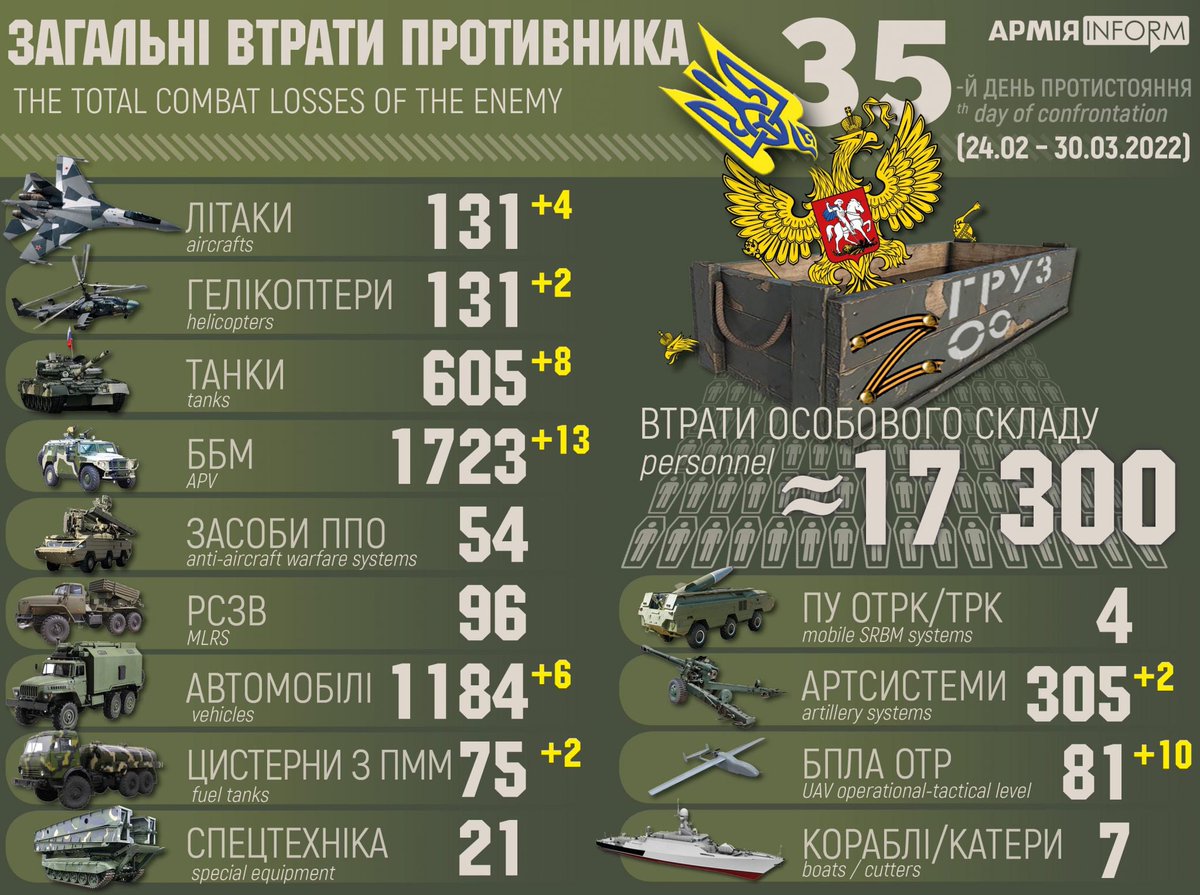 ЗАГАЛЬНІ ВТРАТИ ПРОТИВНИКА
THE TOTAL COMBAT LOSSES OF THE ENEMY
35
-й ДЕНЬ ПРОТИСТОЯННЯ
th day of confrontation
(24.02 – 30.03.2022)
АРМІЯ INFORM
ЛІТАКИ 131 +4
aircrafts
ГЕЛІКОПТЕРИ 131 +2
helicopters
ТАНКИ 605 +8
tanks
ББМ 1723 +13
APV
ЗАСОБИ ППО 54
anti-aircraft warfare systems
РСЗВ 96
MLRS
АВТОМОБІЛІ 1184 +6
vehicles
ЦИСТЕРНИ З ПММ 75 +2
fuel tanks
СПЕЦТЕХНІКА 21
special equipment
ГРУЗ
Z00
ВТРАТИ ОСОБОВОГО СКЛАДУ
personnel
≈17 300
ПУ ОТРК/ТРК 4
mobile SRBM systems
АРТСИСТЕМИ 305 +2
artillery systems
БПЛА ОТР 81 +10
UAV operational-tactical level
КОРАБЛІ/КАТЕРИ 7
boats / cutters